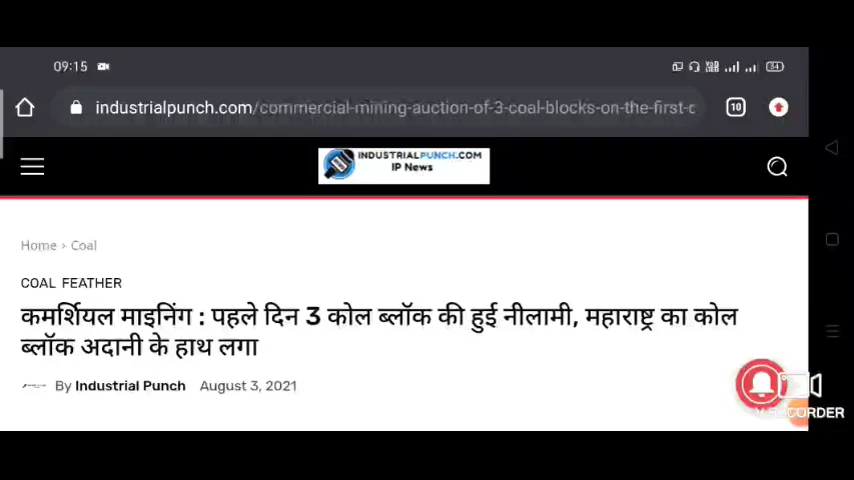 09:15
54
industrialpunch.com/commercial-mining-auction-of-3-coal-blocks-on-the-first-c
10
INDUSTRIALPUNCH.COM
IP News
Home › Coal
COAL FEATHER
कमर्शियल माइनिंग : पहले दिन 3 कोल ब्लॉक की हुई नीलामी, महाराष्ट्र का कोल
ब्लॉक अदानी के हाथ लगा
By Industrial Punch August 3, 2021